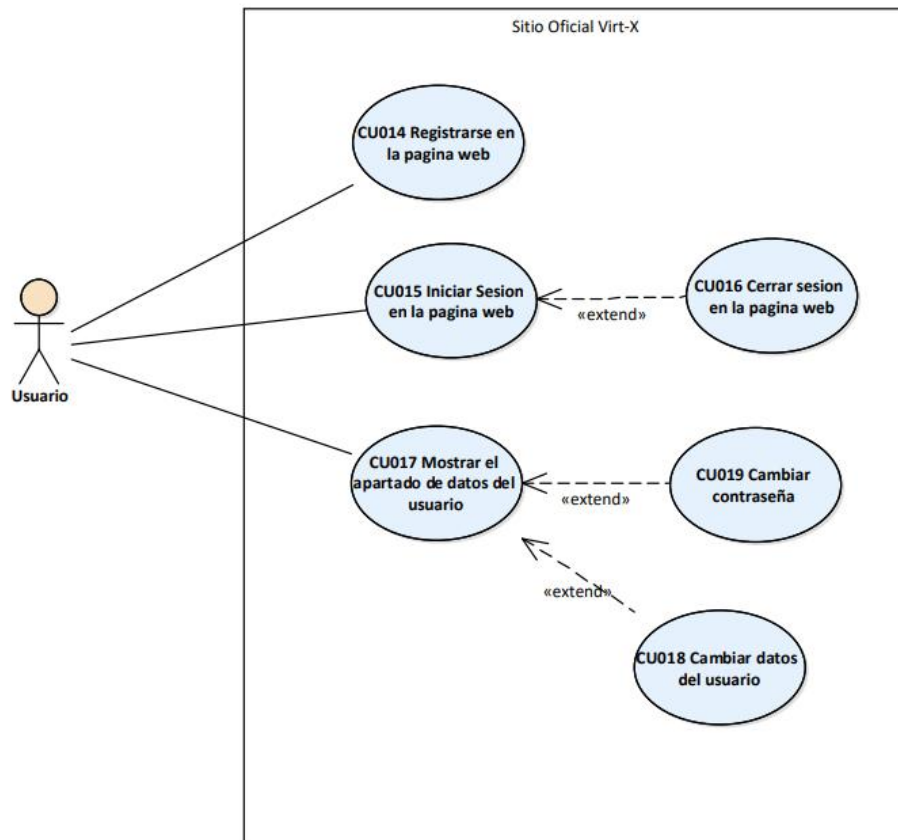 Sitio Oficial Virt-X
CU014 Registrarse en
la pagina web
CU015 Iniciar Sesion
en la pagina web
CU016 Cerrar sesion
en la pagina web
«extend»
Usuario
CU017 Mostrar el
apartado de datos del
usuario
CU019 Cambiar
contraseña
«extend»
«extend»
CU018 Cambiar datos
del usuario